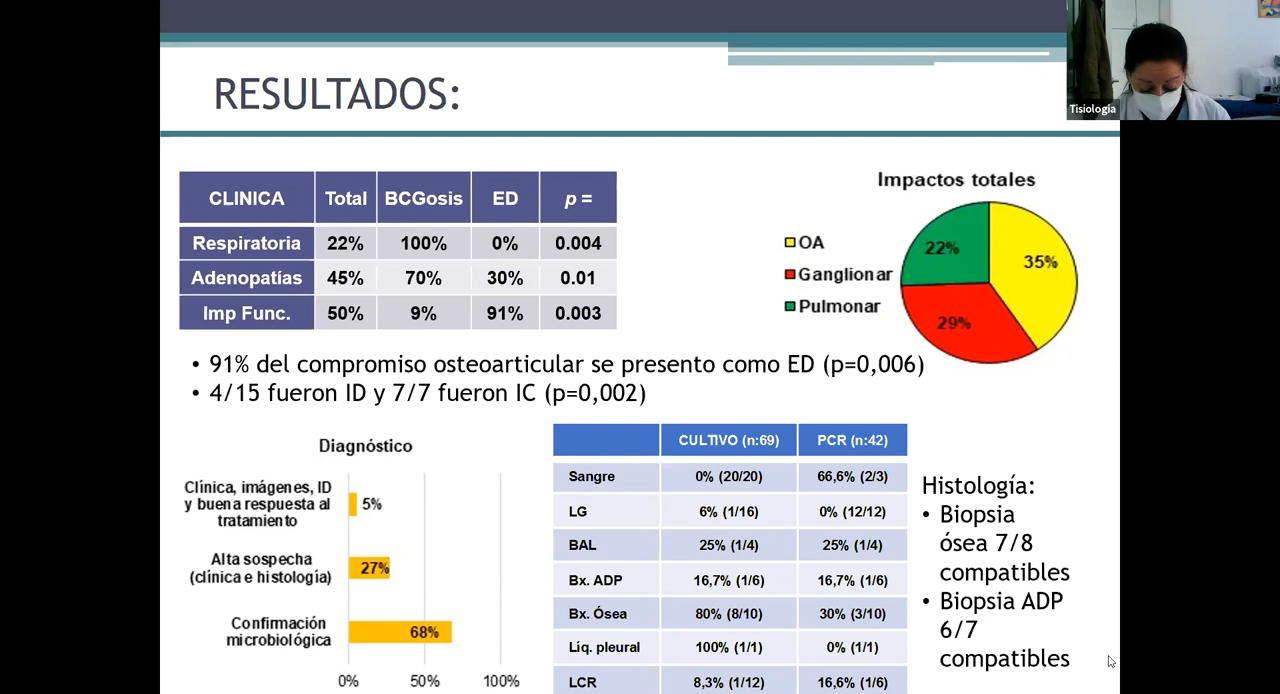 RESULTADOS:
Tisiología
CLINICA Total BCGosis ED p =
Respiratoria 22% 100% 0% 0.004
Adenopatías 45% 70% 30% 0.01
Imp Func. 50% 9% 91% 0.003
Impactos totales
OA
Ganglionar
Pulmonar
22%
35%
29%
• 91% del compromiso osteoarticular se presento como ED (p=0,006)
• 4/15 fueron ID y 7/7 fueron IC (p=0,002)
Diagnóstico
Clínica, imágenes, ID
y buena respuesta al
tratamiento
5%
Alta sospecha
(clínica e histología)
27%
Confirmación
microbiológica
68%
0% 50% 100%
CULTIVO (n:69) PCR (n:42)
Sangre 0% (20/20) 66,6% (2/3)
LG 6% (1/16) 0% (12/12)
BAL 25% (1/4) 25% (1/4)
Bx. ADP 16,7% (1/6) 16,7% (1/6)
Bx. Ósea 80% (8/10) 30% (3/10)
Líq. pleural 100% (1/1) 0% (1/1)
LCR 8,3% (1/12) 16,6% (1/6)
Histología:
• Biopsia
ósea 7/8
compatibles
• Biopsia ADP
6/7
compatibles